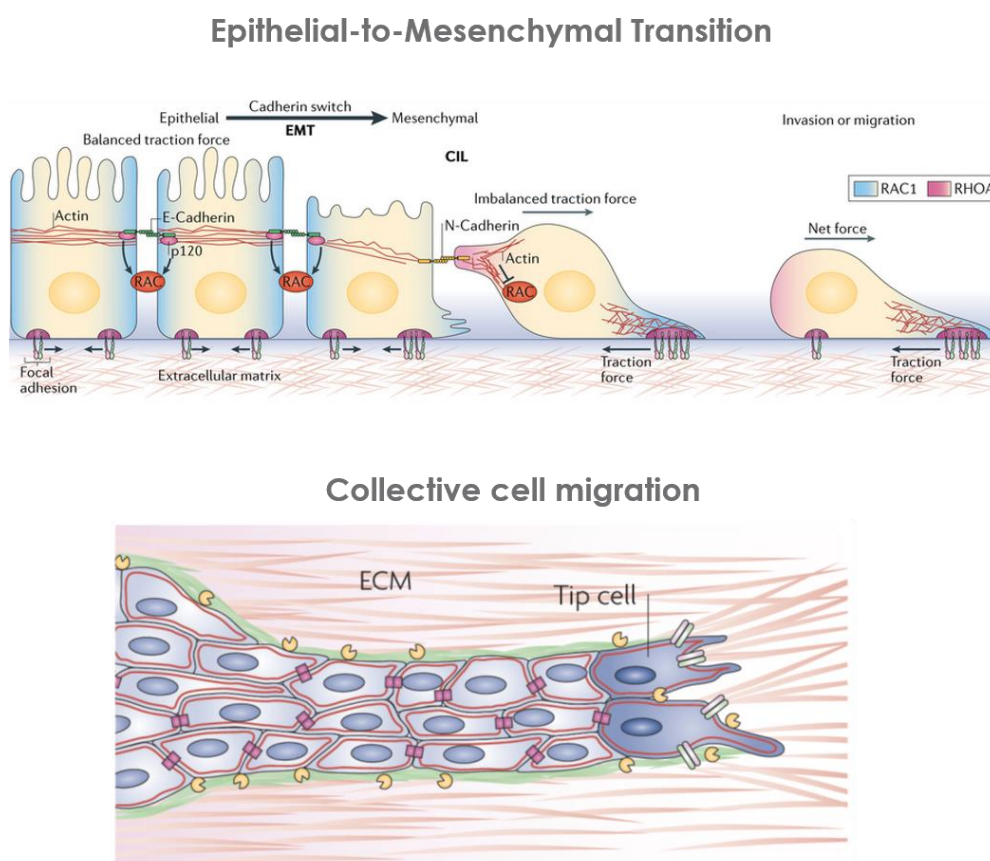 Epithelial-to-Mesenchymal Transition
Cadherin switch
Epithelial
Mesenchymal
EMT
Invasion or migration
Balanced traction force
CIL
RAC1
RHOA
Imbalanced traction force
Actin
E-Cadherin
N-Cadherin
Net force
p120
Actin
RAC
RAC
RAC
Focal
adhesion
Extracellular matrix
Traction
force
Traction
force
Collective cell migration
ECM
Tip cell